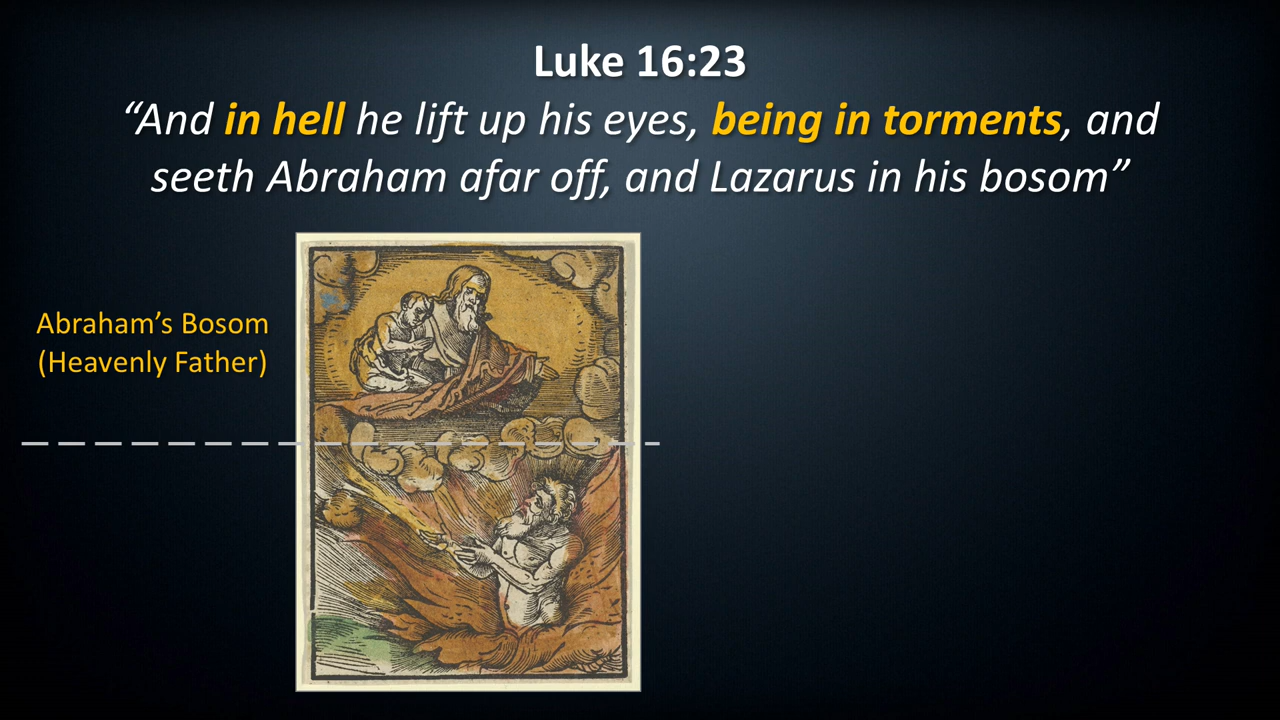 Luke 16:23
“And in hell he lift up his eyes, being in torments, and
seeth Abraham afar off, and Lazarus in his bosom”
Abraham’s Bosom
(Heavenly Father)